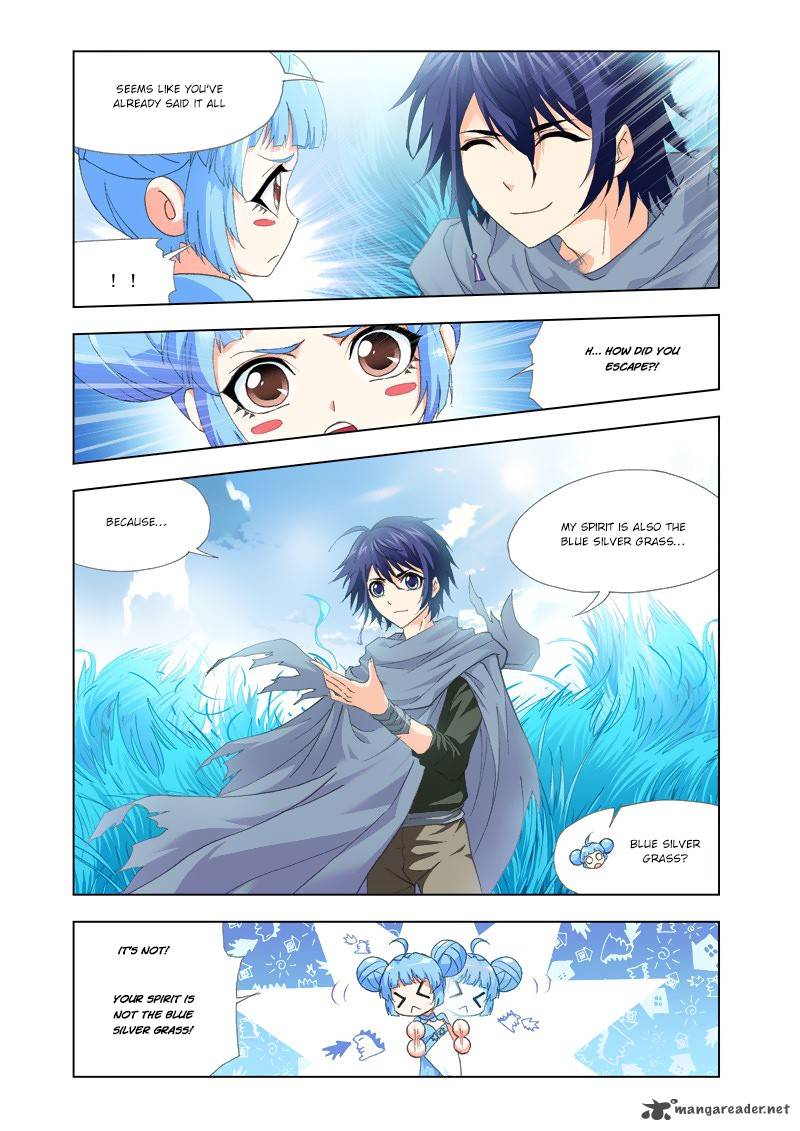 SEEMS LIKE YOU'VE
ALREADY SAID IT ALL
! !
H... HOW DID YOU
ESCAPE?!
BECAUSE...
MY SPIRIT IS ALSO THE
BLUE SILVER GRASS...
BLUE SILVER
GRASS?
IT'S NOT!
YOUR SPIRIT IS
NOT THE BLUE
SILVER GRASS!
mangareader.net